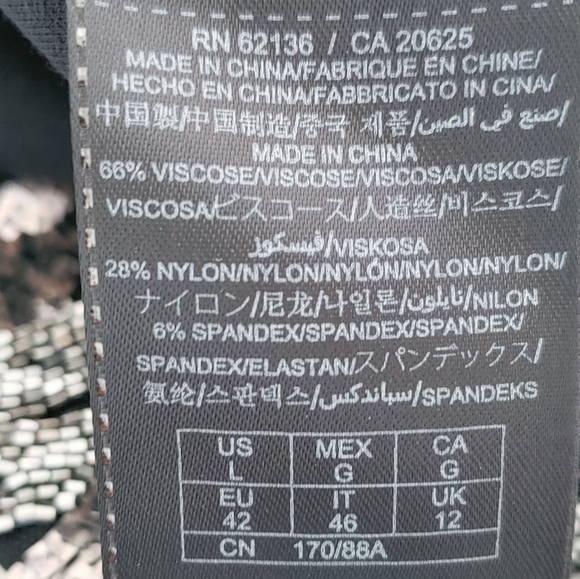 RN 62136 / CA 20625
MADE IN CHINA/FABRIQUE EN CHINE/
HECHO EN CHINA/FABBRICATO IN CINA/
中国製/中国制造/중국 제품/صنع في الصين/
MADE IN CHINA
66% VISCOSE/VISCOSE/VISCOSA/VISKOSE/
VISCOSA/ビスコース/人造丝/비스코스/
فيسكوز/VISKOSA
28% NYLON/NYLON/NYLÓN/NYLON/NYLON/
ナイロン/尼龙/나일론/نايلون/NILON
6% SPANDEX/SPANDEX/SPANDEX/
SPANDEX/ELASTAN/スパンデックス/
氨纶/스판덱스/سباندكس/SPANDEKS
US MEX CA
L G G
EU IT UK
42 46 12
CN 170/88A